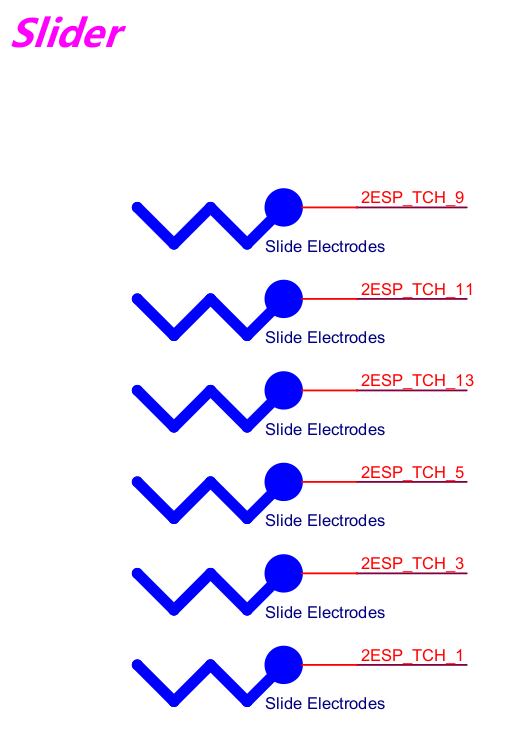 Slider
2ESP_TCH_9
Slide Electrodes
2ESP_TCH_11
Slide Electrodes
2ESP_TCH_13
Slide Electrodes
2ESP_TCH_5
Slide Electrodes
2ESP_TCH_3
Slide Electrodes
2ESP_TCH_1
Slide Electrodes